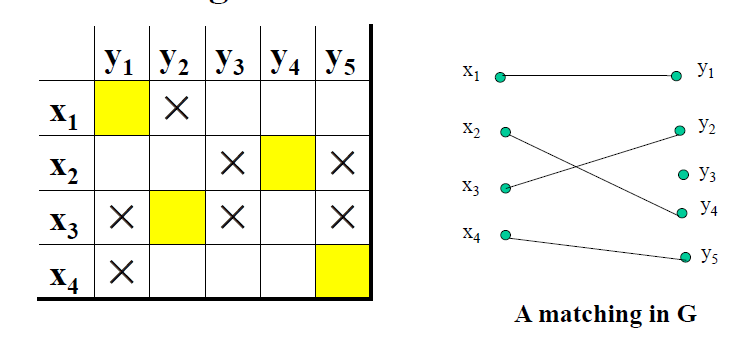 y₁ y₂ y₃ y₄ y₅
x₁ ×
x₂ × ×
x₃ × × ×
x₄ ×
x₁ y₁
x₂ y₂
x₃ y₃
y₄
x₄ y₅
A matching in G